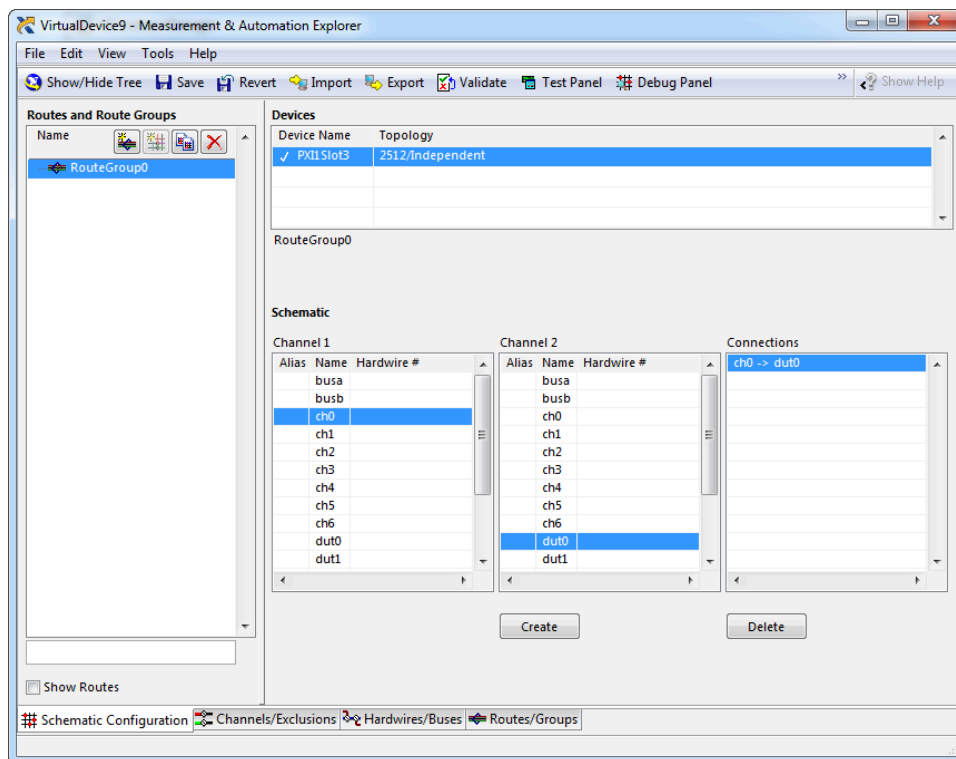 VirtualDevice9 - Measurement & Automation Explorer
File Edit View Tools Help
Show/Hide Tree Save Revert Import Export Validate Test Panel Debug Panel » Show Help
Routes and Route Groups
Name
RouteGroup0
Show Routes
Devices
Device Name Topology
PXI1Slot3 2512/Independent
RouteGroup0
Schematic
Channel 1
Alias Name Hardwire #
busa
busb
ch0
ch1
ch2
ch3
ch4
ch5
ch6
dut0
dut1
Channel 2
Alias Name Hardwire #
busa
busb
ch0
ch1
ch2
ch3
ch4
ch5
ch6
dut0
dut1
Connections
ch0 -> dut0
Create
Delete
Schematic Configuration Channels/Exclusions Hardwires/Buses Routes/Groups